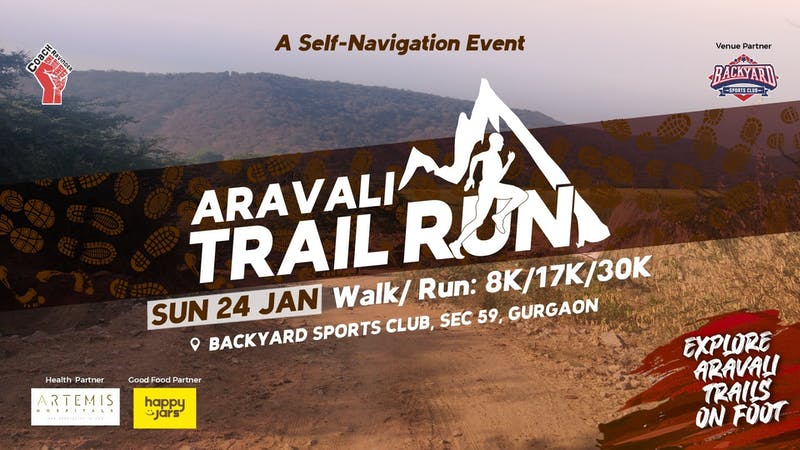 A Self-Navigation Event
COACH RAVINDER
Venue Partner
BACKYARD
SPORTS CLUB
ARAVALI
TRAIL RUN
SUN 24 JAN Walk/ Run: 8K/17K/30K
BACKYARD SPORTS CLUB, SEC 59, GURGAON
Health Partner
ARTEMIS
HOSPITALS
Good Food Partner
happy
jars
EXPLORE
ARAVALI
TRAILS
ON FOOT